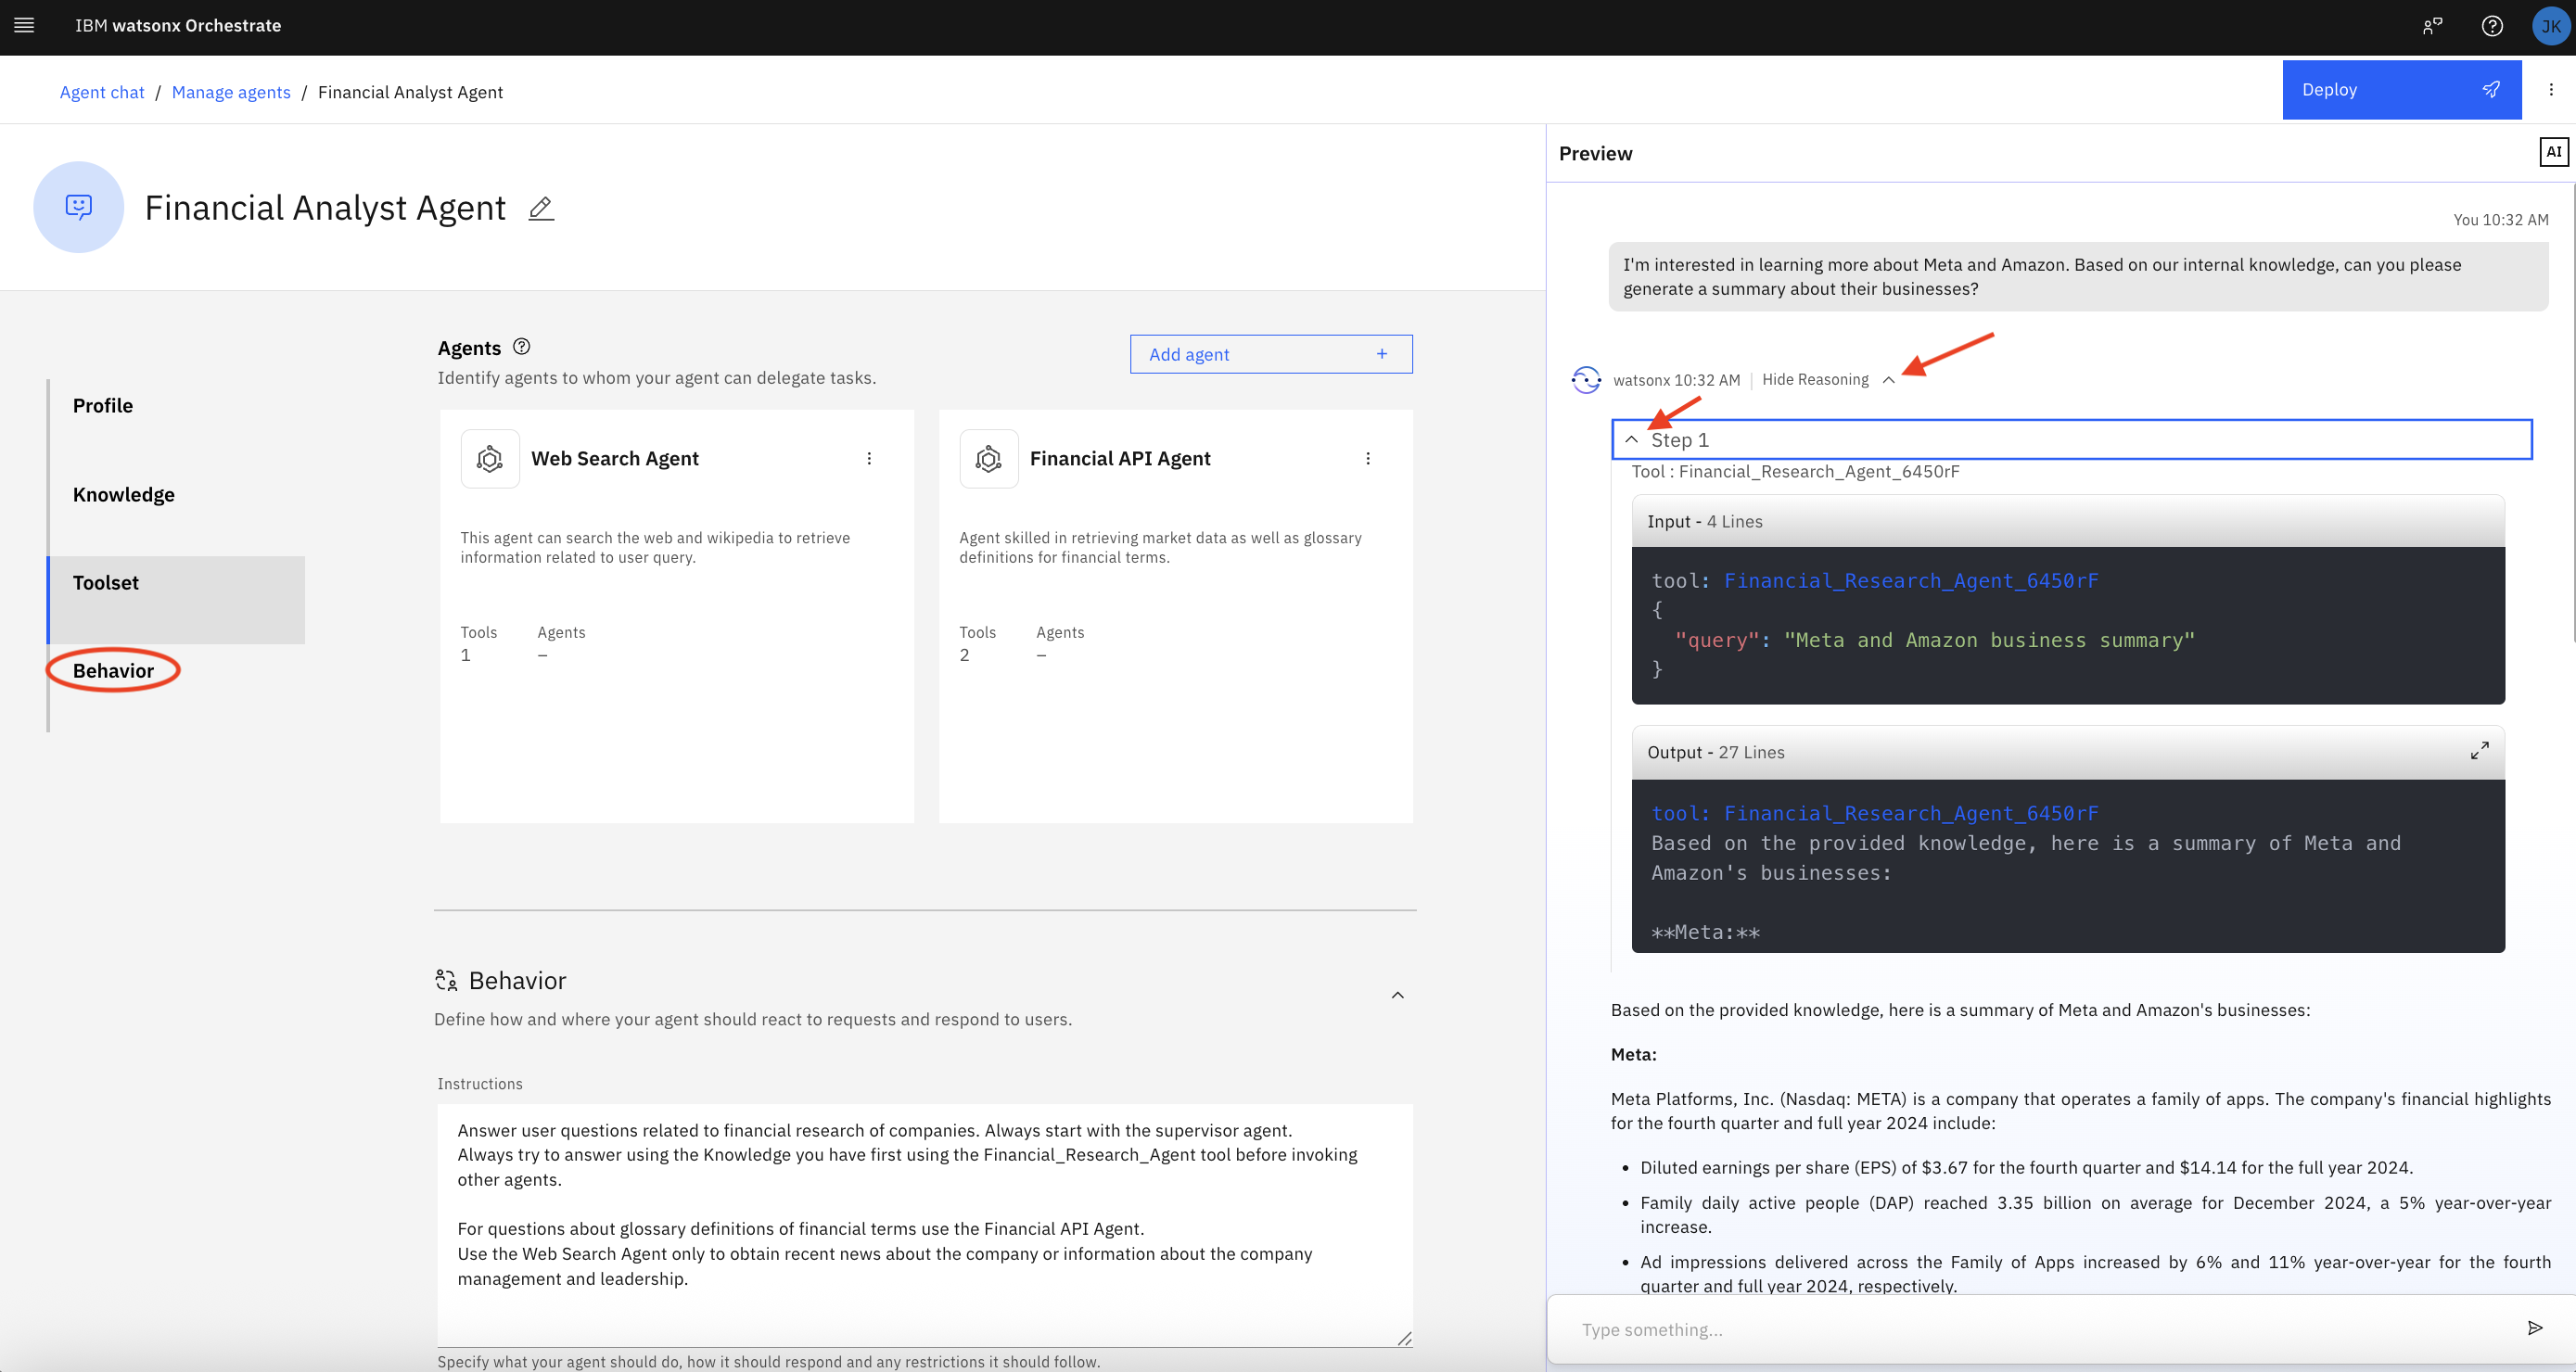 IBM watsonx Orchestrate
JK
Agent chat / Manage agents / Financial Analyst Agent
Deploy
Financial Analyst Agent
Profile
Knowledge
Toolset
Behavior
Agents
Add agent +
Identify agents to whom your agent can delegate tasks.
Web Search Agent
This agent can search the web and wikipedia to retrieve
information related to user query.
Tools Agents
1 –
Financial API Agent
Agent skilled in retrieving market data as well as glossary
definitions for financial terms.
Tools Agents
2 –
Behavior
Define how and where your agent should react to requests and respond to users.
Instructions
Answer user questions related to financial research of companies. Always start with the supervisor agent.
Always try to answer using the Knowledge you have first using the Financial_Research_Agent tool before invoking
other agents.
For questions about glossary definitions of financial terms use the Financial API Agent.
Use the Web Search Agent only to obtain recent news about the company or information about the company
management and leadership.
Specify what your agent should do, how it should respond and any restrictions it should follow.
Preview
AI
You 10:32 AM
I'm interested in learning more about Meta and Amazon. Based on our internal knowledge, can you please
generate a summary about their businesses?
watsonx 10:32 AM | Hide Reasoning
Step 1
Tool : Financial_Research_Agent_6450rF
Input - 4 Lines
tool: Financial_Research_Agent_6450rF
{
"query": "Meta and Amazon business summary"
}
Output - 27 Lines
tool: Financial_Research_Agent_6450rF
Based on the provided knowledge, here is a summary of Meta and
Amazon's businesses:
**Meta:**
Based on the provided knowledge, here is a summary of Meta and Amazon's businesses:
Meta:
Meta Platforms, Inc. (Nasdaq: META) is a company that operates a family of apps. The company's financial highlights
for the fourth quarter and full year 2024 include:
• Diluted earnings per share (EPS) of $3.67 for the fourth quarter and $14.14 for the full year 2024.
• Family daily active people (DAP) reached 3.35 billion on average for December 2024, a 5% year-over-year
increase.
• Ad impressions delivered across the Family of Apps increased by 6% and 11% year-over-year for the fourth
quarter and full year 2024, respectively.
Type something...